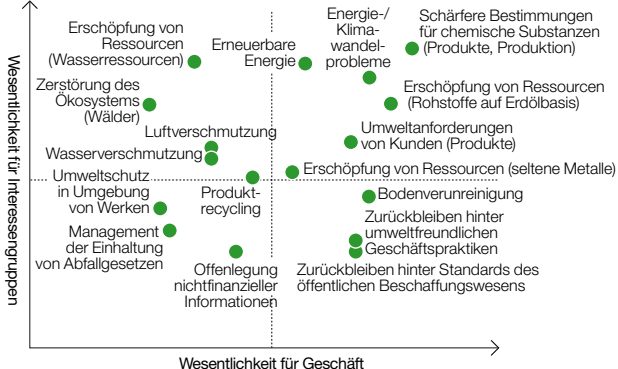 Wesentlichkeit für Interessengruppen
Erschöpfung von
Ressourcen
(Wasserressourcen)
Erneuerbare
Energie
Energie-/
Klima-
wandel-
probleme
Schärfere Bestimmungen
für chemische Substanzen
(Produkte, Produktion)
Zerstörung des
Ökosystems
(Wälder)
Erschöpfung von Ressourcen
(Rohstoffe auf Erdölbasis)
Luftverschmutzung
Wasserverschmutzung
Umweltanforderungen
von Kunden (Produkte)
Erschöpfung von Ressourcen (seltene Metalle)
Umweltschutz
in Umgebung
von Werken
Produkt-
recycling
Bodenverunreinigung
Management
der Einhaltung
von Abfallgesetzen
Zurückbleiben hinter
umweltfreundlichen
Geschäftspraktiken
Offenlegung
nichtfinanzieller
Informationen
Zurückbleiben hinter Standards des
öffentlichen Beschaffungswesens
Wesentlichkeit für Geschäft